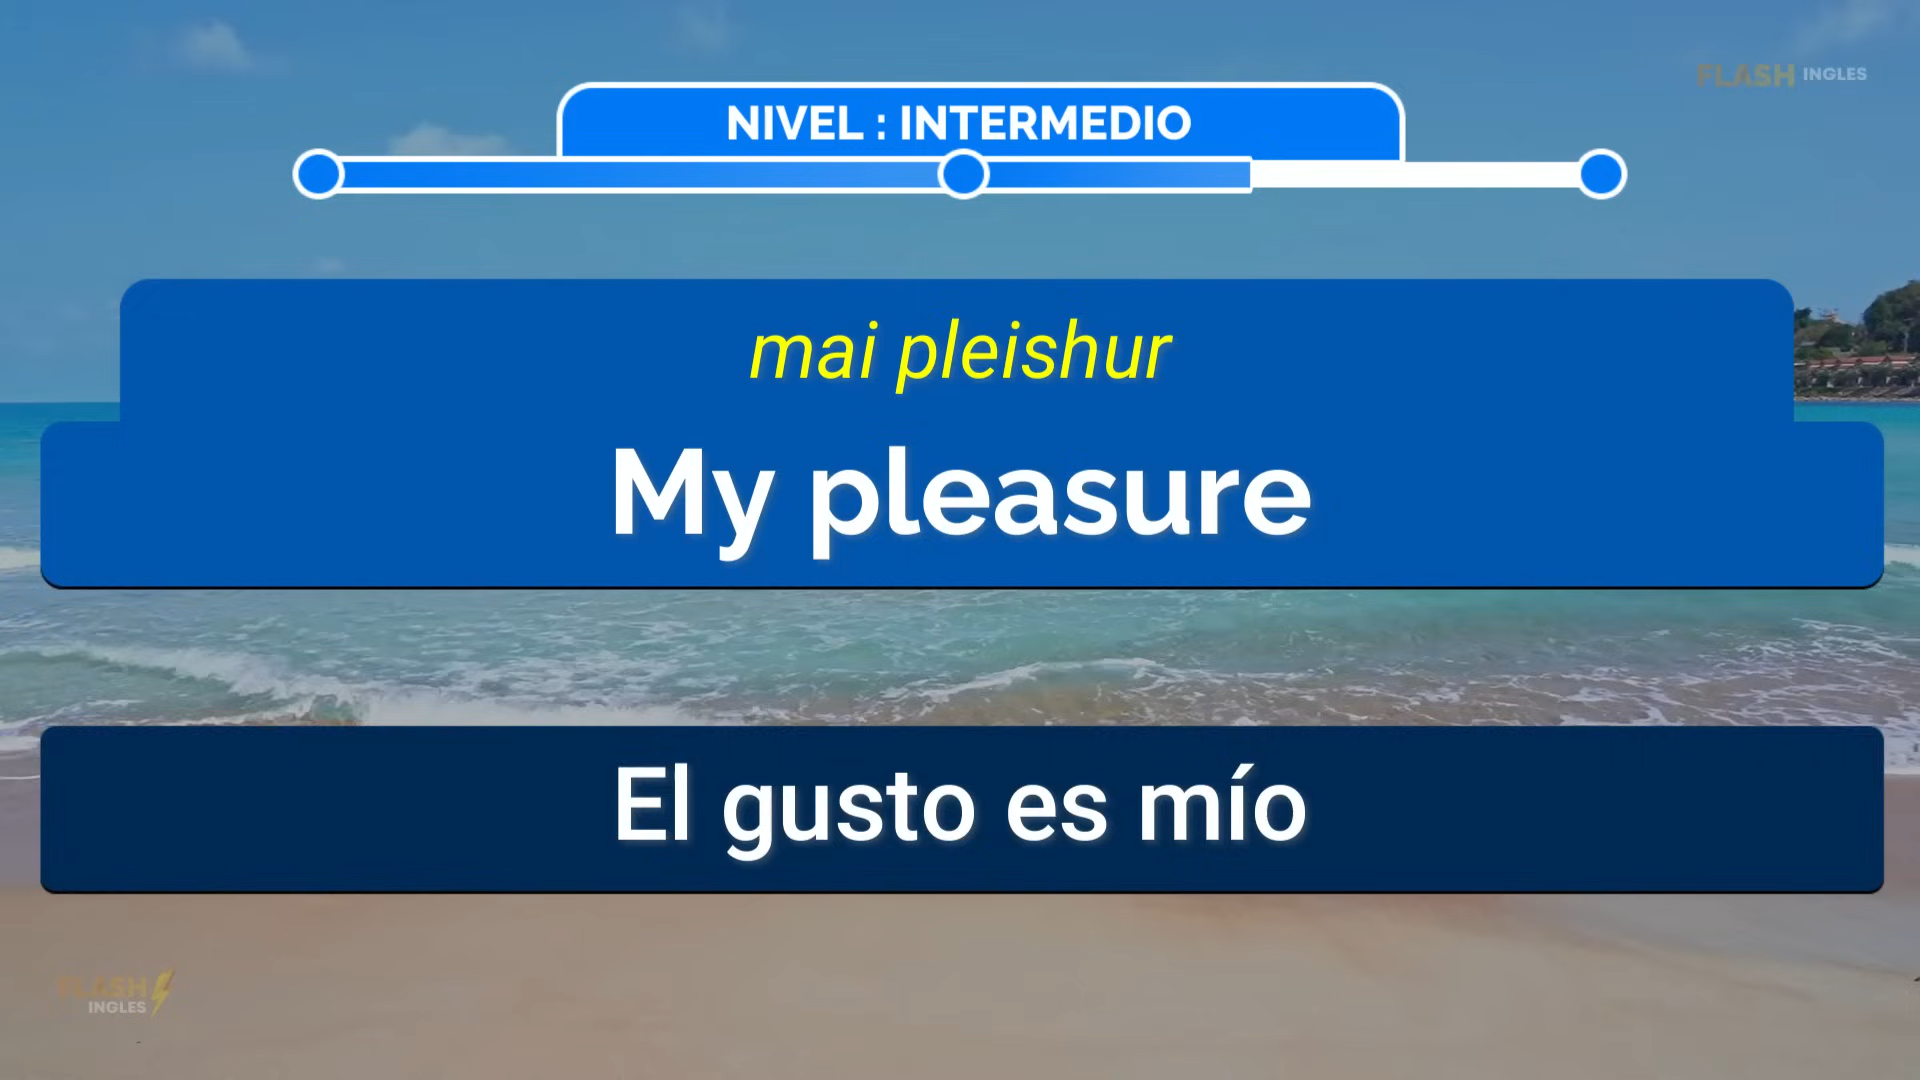 FLASH INGLES
NIVEL : INTERMEDIO
mai pleishur
My pleasure
El gusto es mío
FLASH
INGLES